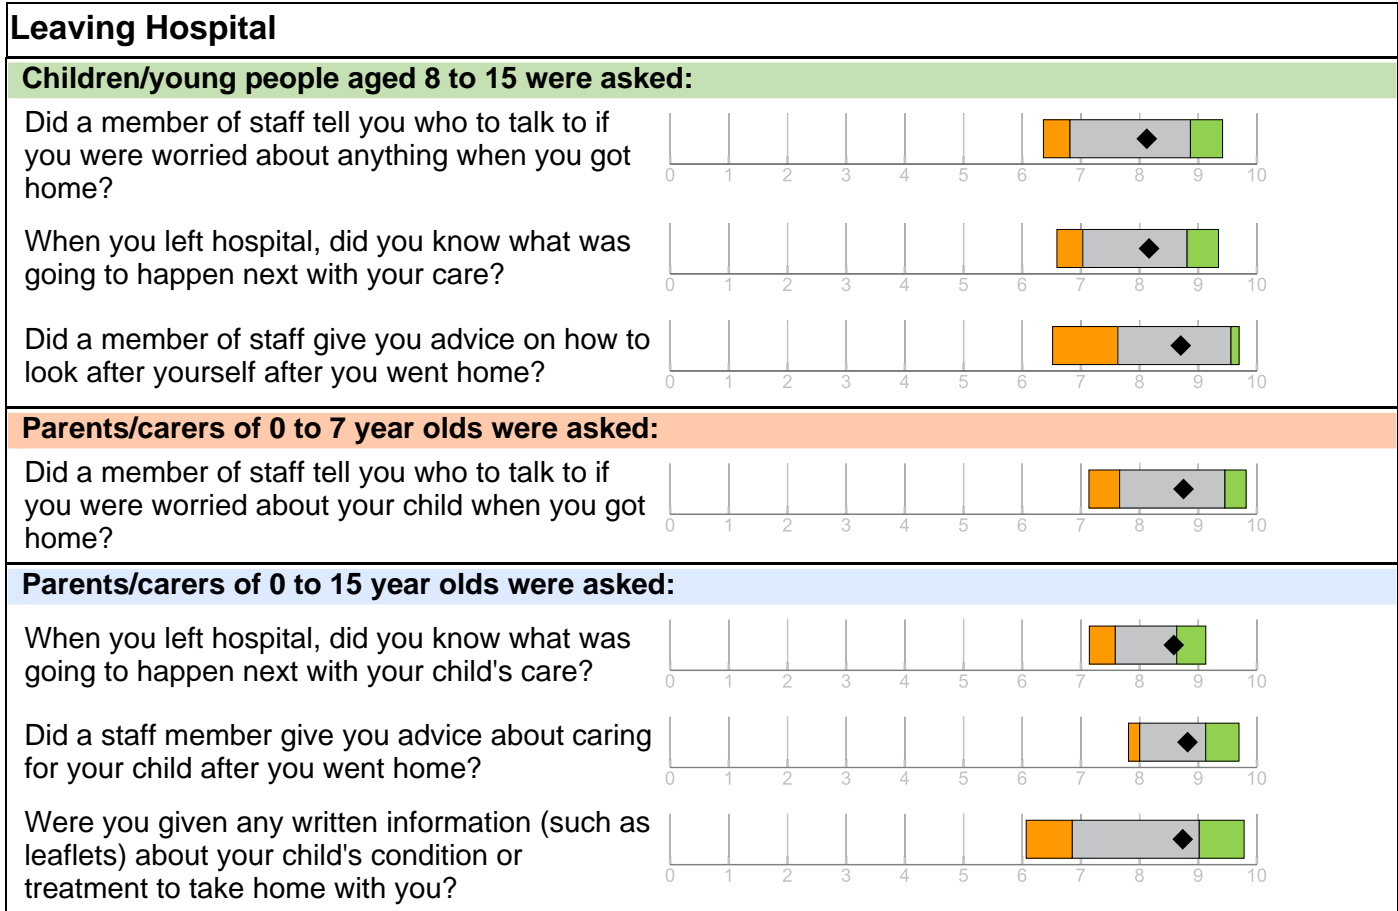 Leaving Hospital
Children/young people aged 8 to 15 were asked:
Did a member of staff tell you who to talk to if
you were worried about anything when you got
home?
0 1 2 3 4 5 6 7 8 9 10
When you left hospital, did you know what was
going to happen next with your care?
0 1 2 3 4 5 6 7 8 9 10
Did a member of staff give you advice on how to
look after yourself after you went home?
0 1 2 3 4 5 6 7 8 9 10
Parents/carers of 0 to 7 year olds were asked:
Did a member of staff tell you who to talk to if
you were worried about your child when you got
home?
0 1 2 3 4 5 6 7 8 9 10
Parents/carers of 0 to 15 year olds were asked:
When you left hospital, did you know what was
going to happen next with your child's care?
0 1 2 3 4 5 6 7 8 9 10
Did a staff member give you advice about caring
for your child after you went home?
0 1 2 3 4 5 6 7 8 9 10
Were you given any written information (such as
leaflets) about your child's condition or
treatment to take home with you?
0 1 2 3 4 5 6 7 8 9 10